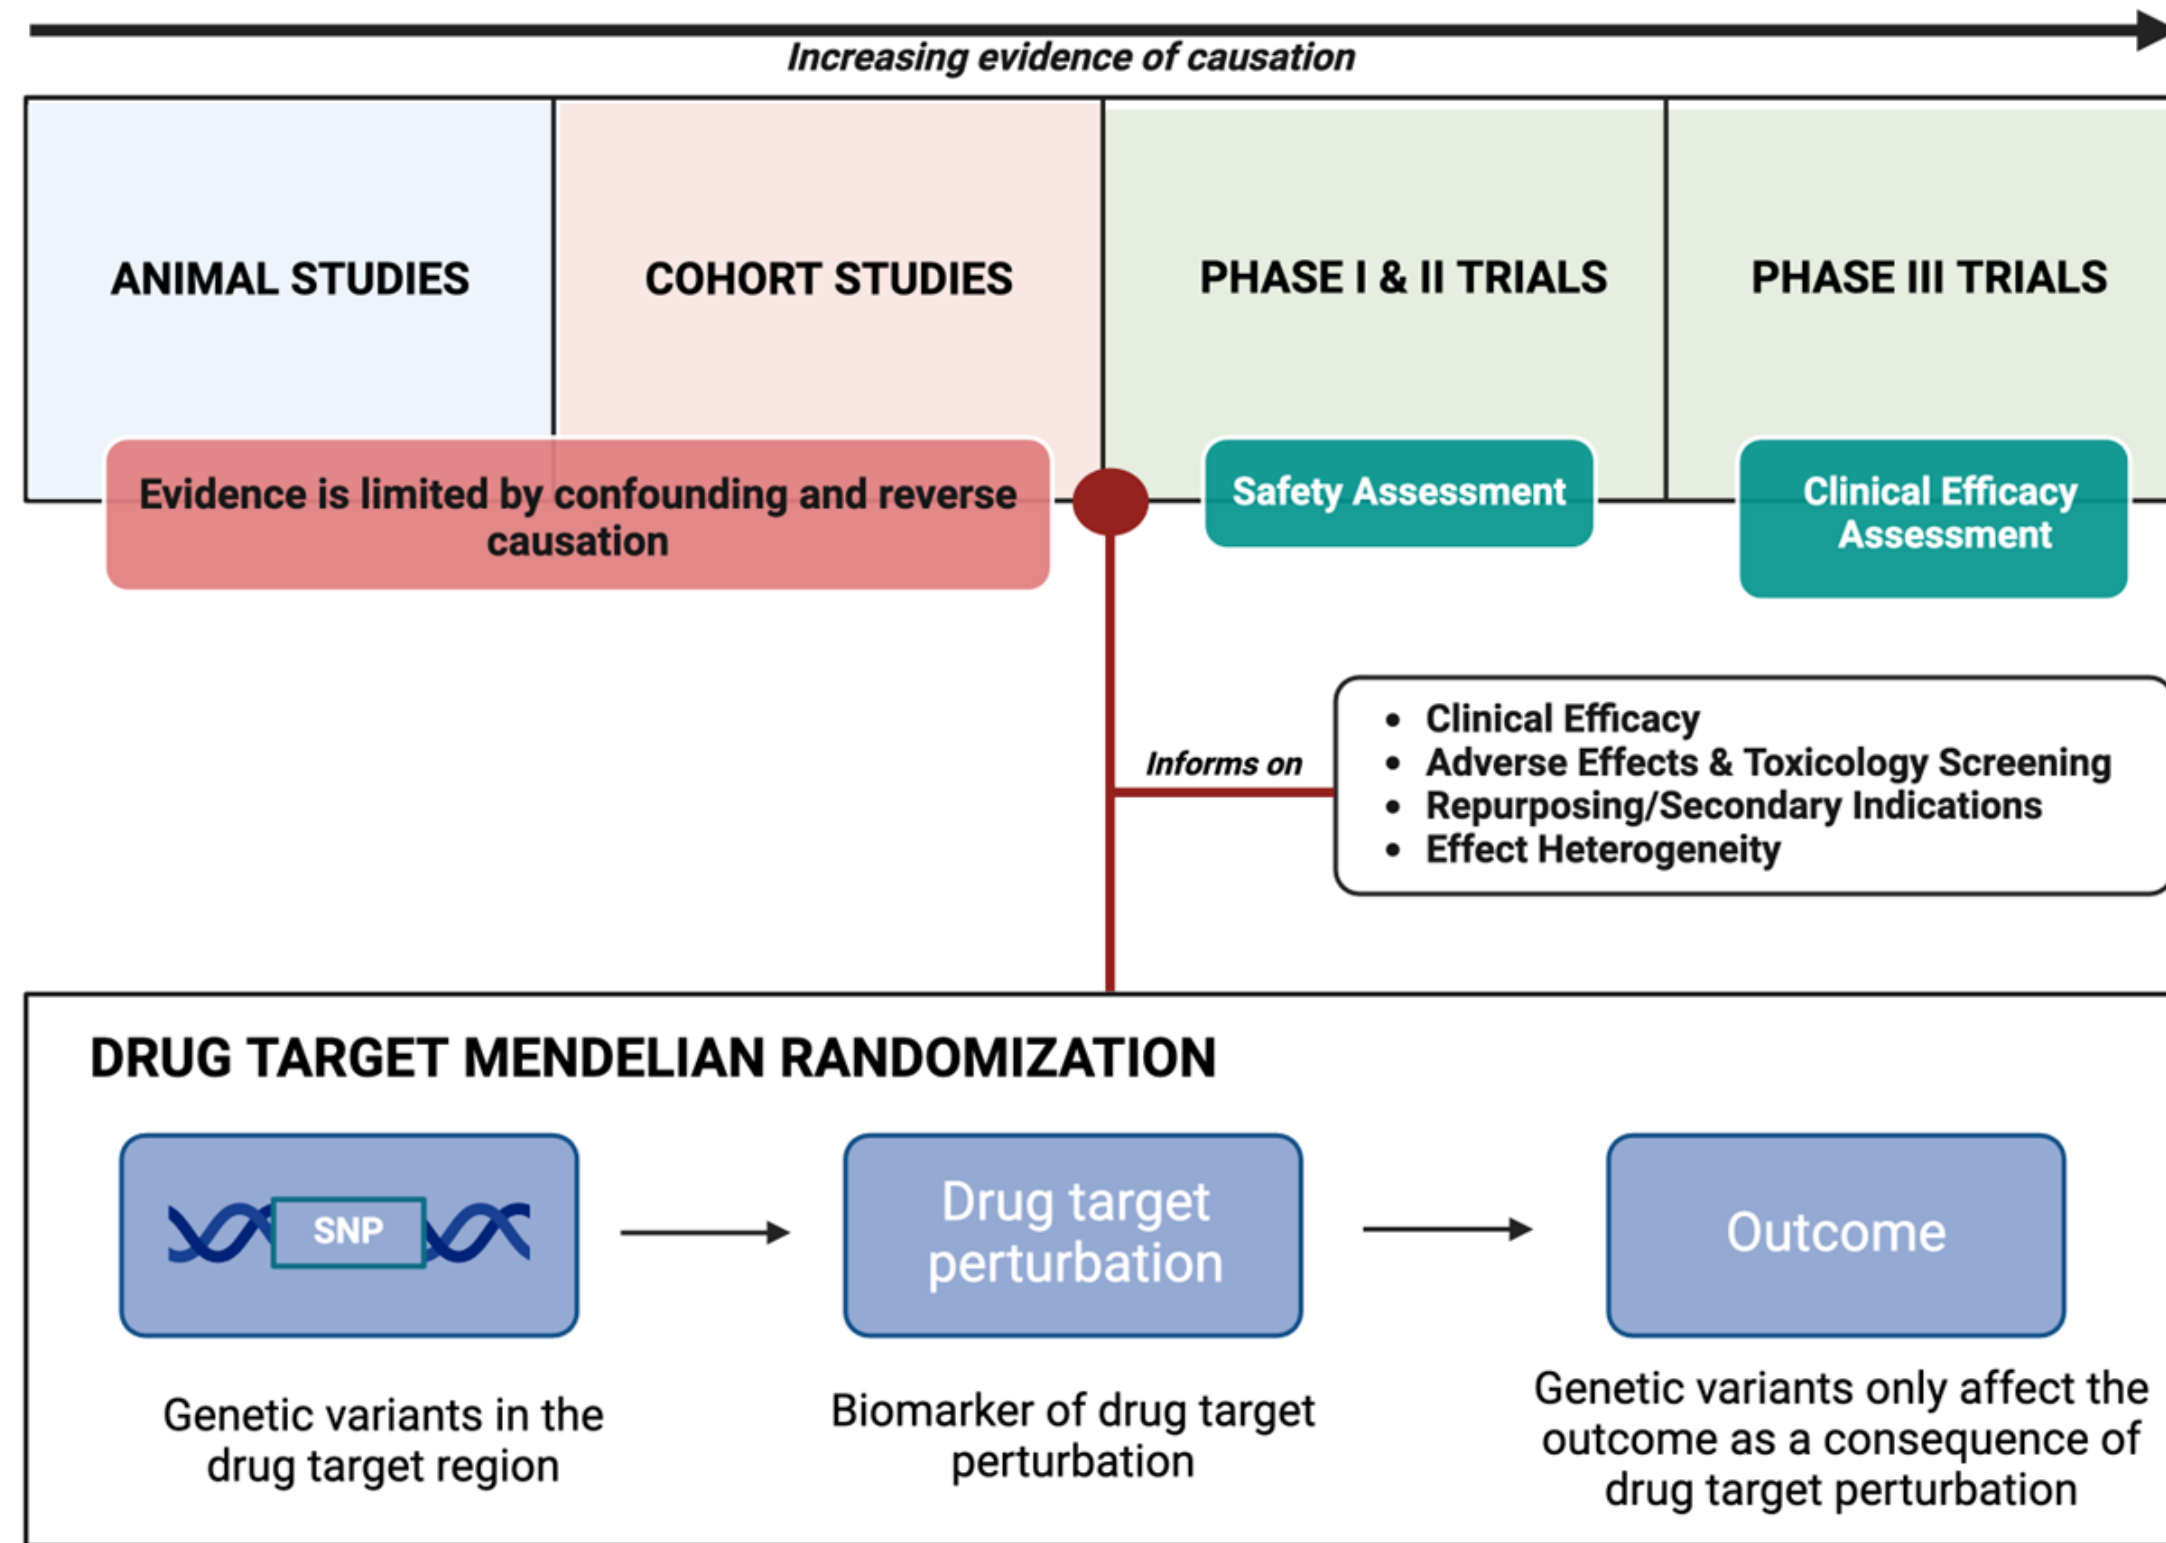 Increasing evidence of causation
ANIMAL STUDIES
COHORT STUDIES
PHASE I & II TRIALS
PHASE III TRIALS
Evidence is limited by confounding and reverse
causation
Safety Assessment
Clinical Efficacy
Assessment
Informs on
• Clinical Efficacy
• Adverse Effects & Toxicology Screening
• Repurposing/Secondary Indications
• Effect Heterogeneity
DRUG TARGET MENDELIAN RANDOMIZATION
SNP
Drug target
perturbation
Outcome
Genetic variants in the
drug target region
Biomarker of drug target
perturbation
Genetic variants only affect the
outcome as a consequence of
drug target perturbation